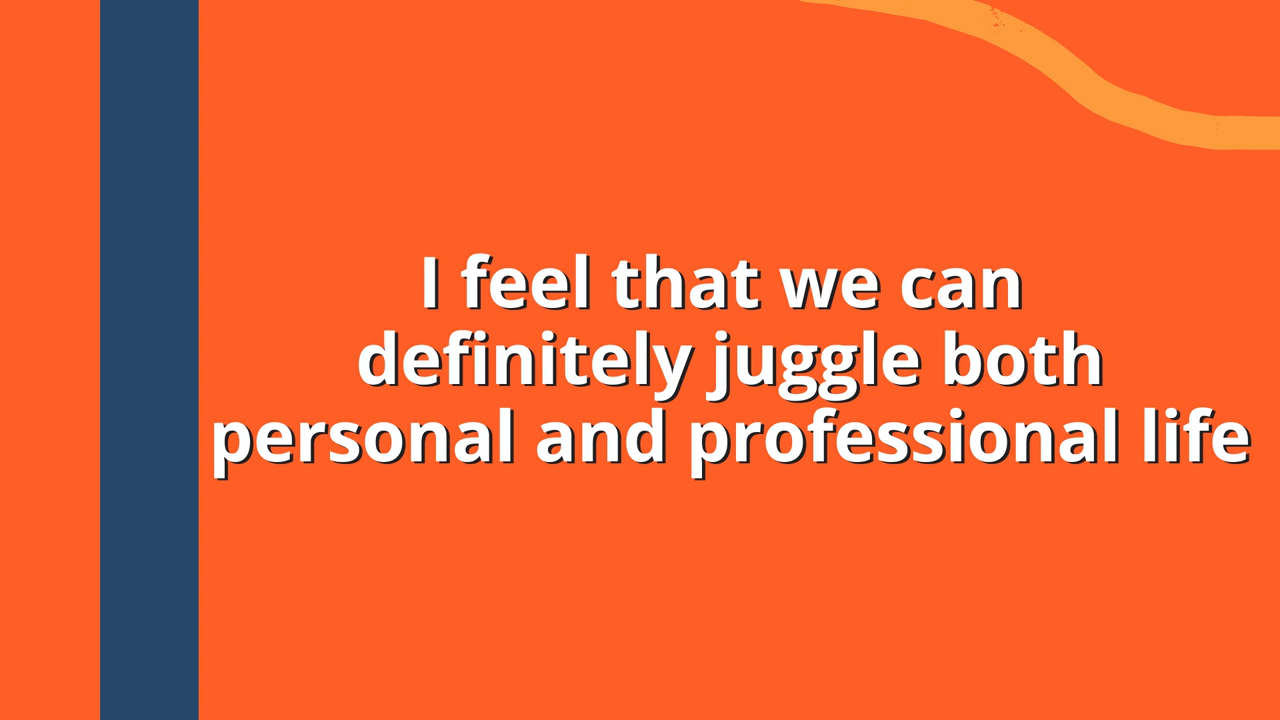 I feel that we can
definitely juggle both
personal and professional life